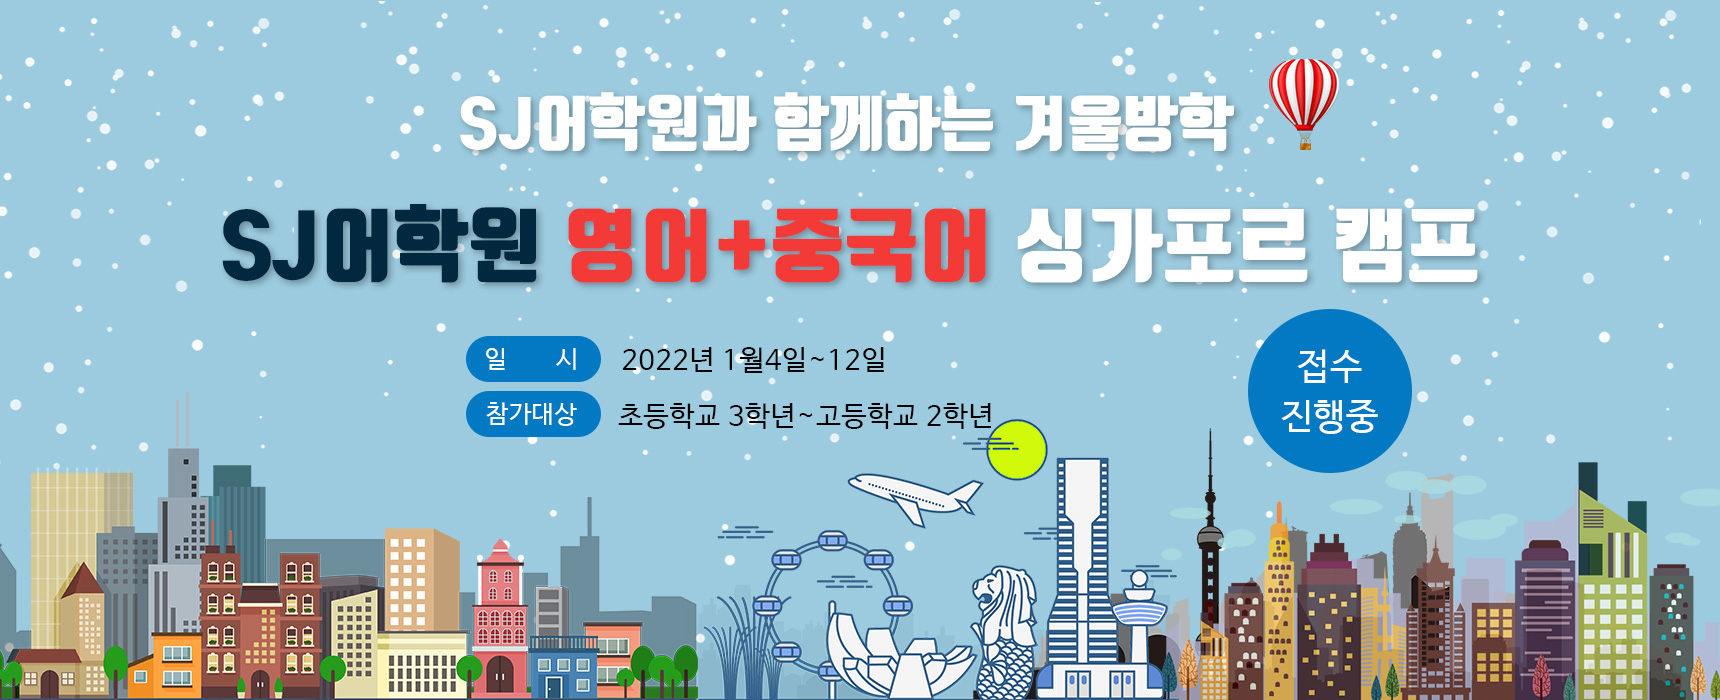 SJ어학원과 함께하는 겨울방학
SJ어학원 영어+중국어 싱가포르 캠프
일 시 2022년 1월4일~12일
참가대상 초등학교 3학년~고등학교 2학년
접수
진행중